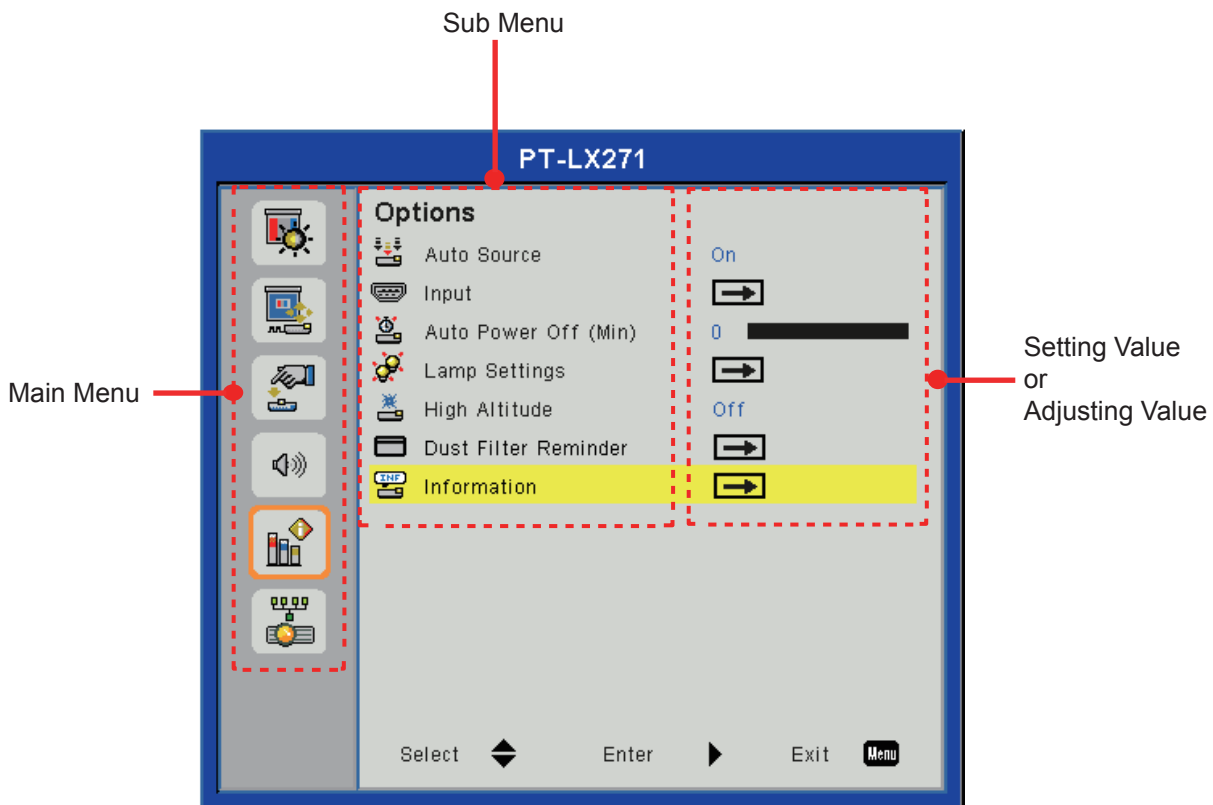 Sub Menu
PT-LX271
Options
Auto Source On
Input
Auto Power Off (Min) 0
Lamp Settings
High Altitude Off
Dust Filter Reminder
INF Information
Main Menu
Setting Value
or
Adjusting Value
Select Enter Exit Menu